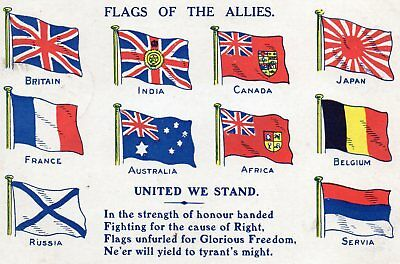 FLAGS OF THE ALLIES.
BRITAIN
INDIA
CANADA
JAPAN
FRANCE
AUSTRALIA
AFRICA
BELGIUM
UNITED WE STAND.
RUSSIA
SERVIA
In the strength of honour banded
Fighting for the cause of Right,
Flags unfurled for Glorious Freedom,
Ne'er will yield to tyrant's might.